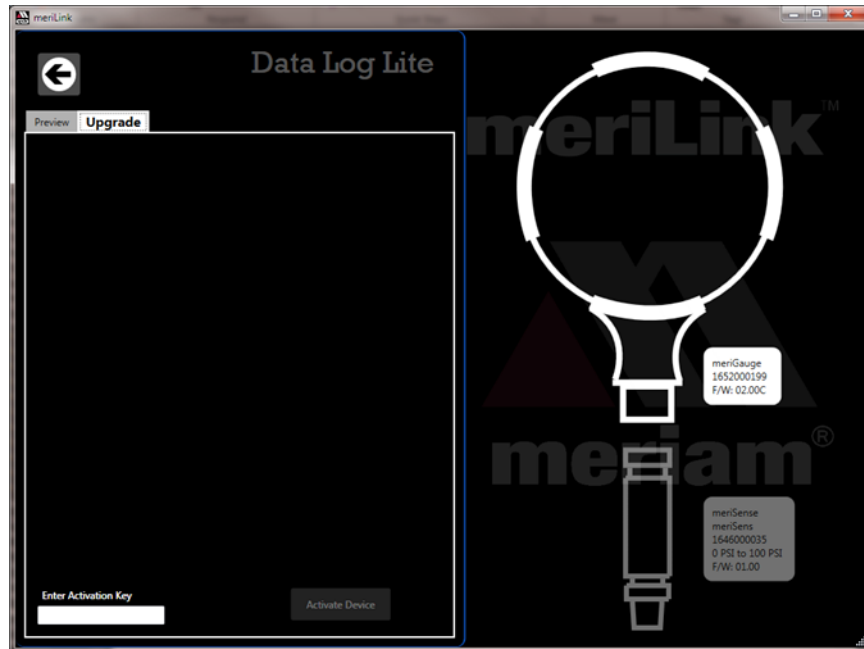 meriLink
Data Log Lite
Preview
Upgrade
meriLink™
meriGauge
1652000199
F/W: 02.00C
meriam®
meriSense
meriSens
1646000035
0 PSI to 100 PSI
F/W: 01.00
Enter Activation Key
Activate Device